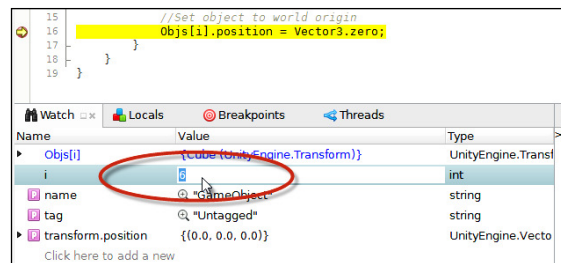 15 //Set object to world origin
16 Objs[i].position = Vector3.zero;
17 }
18 }
19 }
Watch Locals Breakpoints Threads
Name Value Type
Objs[i] {Cube (UnityEngine.Transform)} UnityEngine.Transf
i 6 int
name "GameObject" string
tag "Untagged" string
transform.position {(0.0, 0.0, 0.0)} UnityEngine.Vecto
Click here to add a new